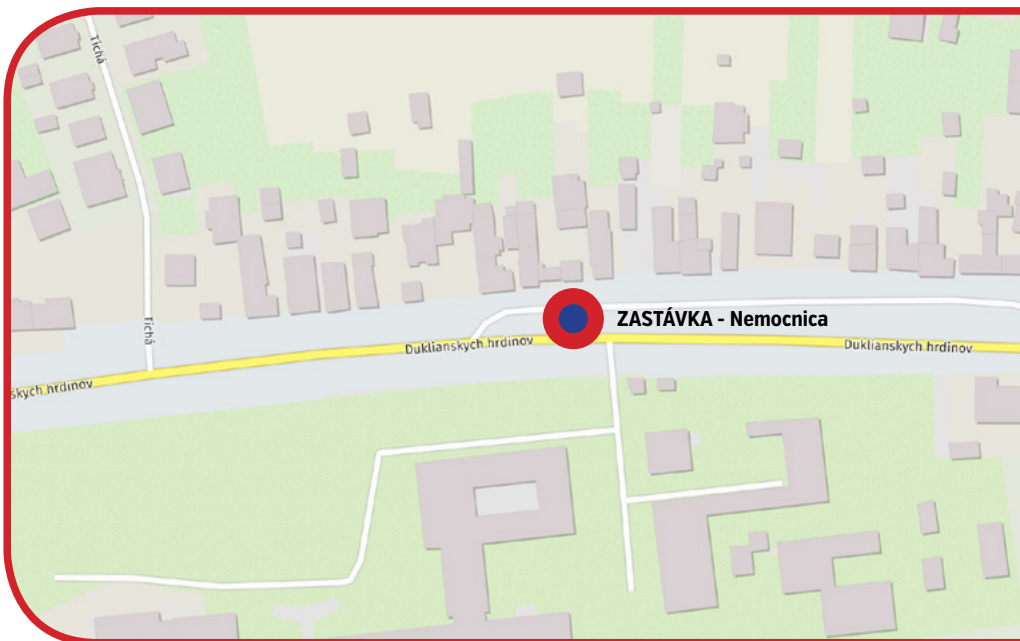 Tichá
Tichá
ZASTÁVKA - Nemocnica
Duklianskych hrdinov
Duklianskych hrdinov
skych hrdinov